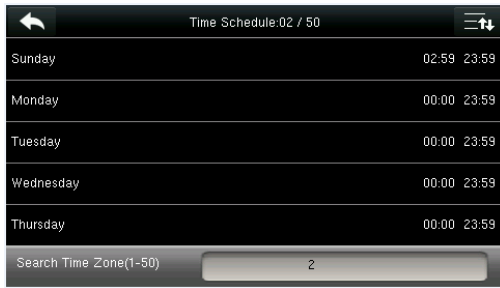 Time Schedule:02 / 50
Sunday 02:59 23:59
Monday 00:00 23:59
Tuesday 00:00 23:59
Wednesday 00:00 23:59
Thursday 00:00 23:59
Search Time Zone(1-50) 2